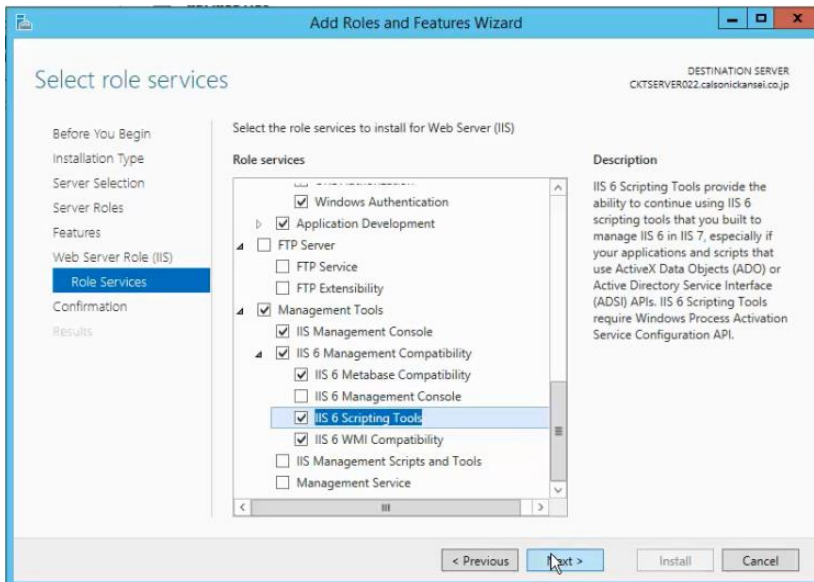 Add Roles and Features Wizard
Select role services
DESTINATION SERVER
CKTSERVER022.calsonickansei.co.jp
Before You Begin
Installation Type
Server Selection
Server Roles
Features
Web Server Role (IIS)
Role Services
Confirmation
Results
Select the role services to install for Web Server (IIS)
Role services
Windows Authentication
Application Development
FTP Server
FTP Service
FTP Extensibility
Management Tools
IIS Management Console
IIS 6 Management Compatibility
IIS 6 Metabase Compatibility
IIS 6 Management Console
IIS 6 Scripting Tools
IIS 6 WMI Compatibility
IIS Management Scripts and Tools
Management Service
Description
IIS 6 Scripting Tools provide the
ability to continue using IIS 6
scripting tools that you built to
manage IIS 6 in IIS 7, especially if
your applications and scripts that
use ActiveX Data Objects (ADO) or
Active Directory Service Interface
(ADSI) APIs. IIS 6 Scripting Tools
require Windows Process Activation
Service Configuration API.
< Previous
Next >
Install
Cancel